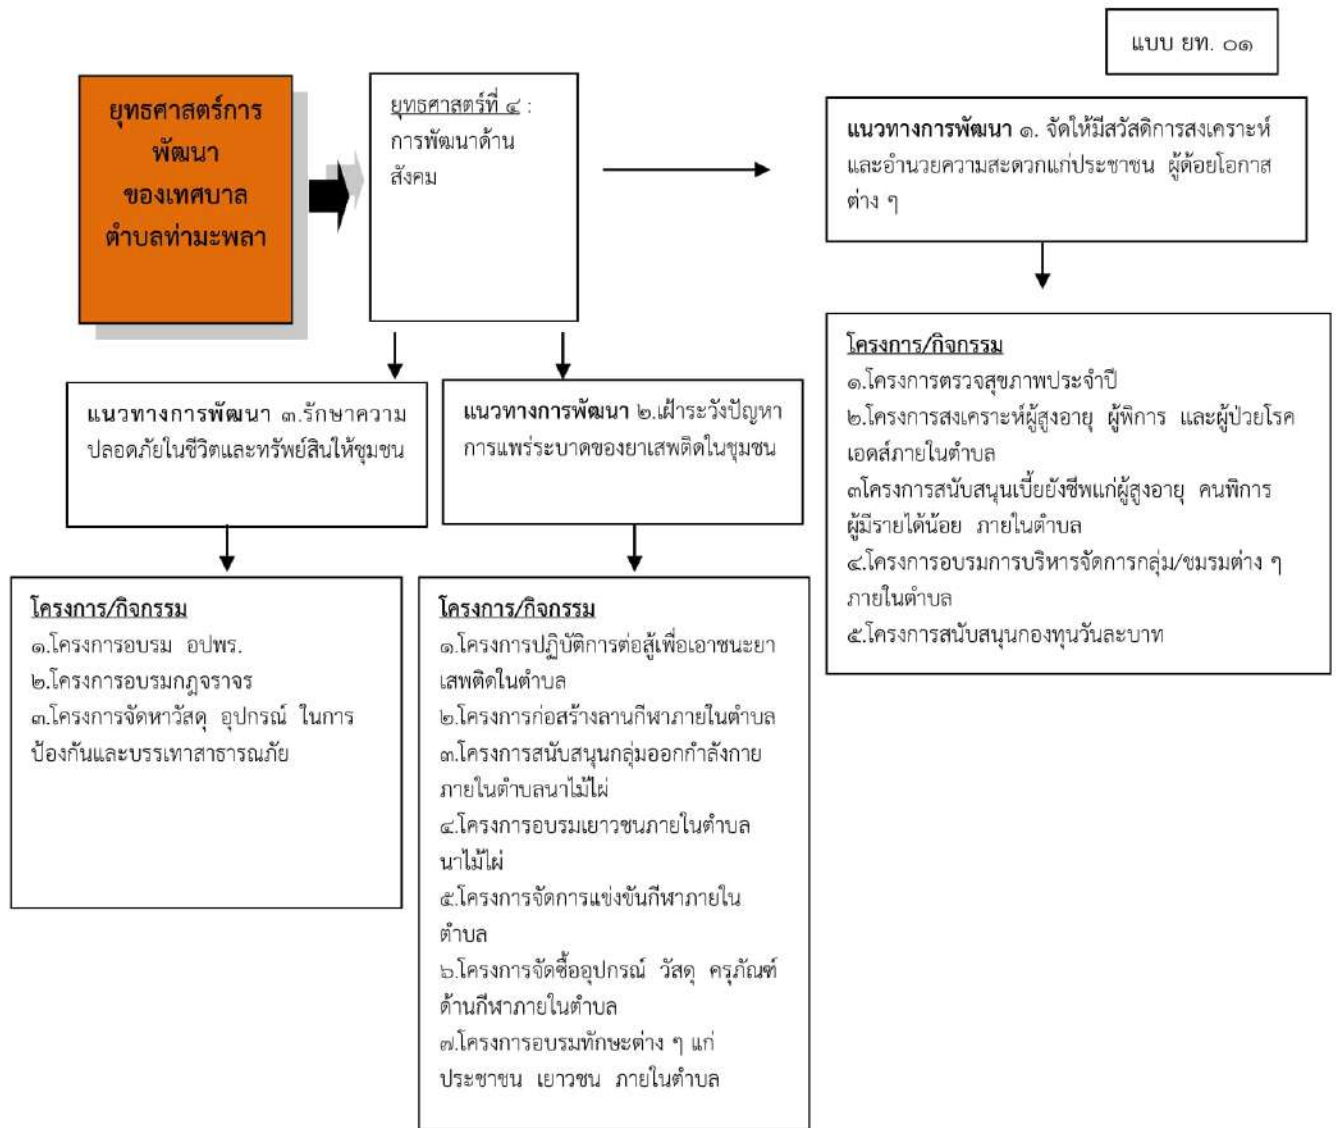 แบบ ยท. ๐๑
ยุทธศาสตร์การ
พัฒนา
ของเทศบาล
ตำบลท่ามะพลา
ยุทธศาสตร์ที่ ๔ :
การพัฒนาด้าน
สังคม
แนวทางการพัฒนา ๑. จัดให้มีสวัสดิการสงเคราะห์
และอำนวยความสะดวกแก่ประชาชน ผู้ด้อยโอกาส
ต่าง ๆ
โครงการ/กิจกรรม
๑.โครงการตรวจสุขภาพประจำปี
๒.โครงการสงเคราะห์ผู้สูงอายุ ผู้พิการ และผู้ป่วยโรค
เอดส์ภายในตำบล
๓โครงการสนับสนุนเบี้ยยังชีพแก่ผู้สูงอายุ คนพิการ
ผู้มีรายได้น้อย ภายในตำบล
๔.โครงการอบรมการบริหารจัดการกลุ่ม/ชมรมต่าง ๆ
ภายในตำบล
๕.โครงการสนับสนุนกองทุนวันละบาท
แนวทางการพัฒนา ๓.รักษาความ
ปลอดภัยในชีวิตและทรัพย์สินให้ชุมชน
แนวทางการพัฒนา ๒.เฝ้าระวังปัญหา
การแพร่ระบาดของยาเสพติดในชุมชน
โครงการ/กิจกรรม
๑.โครงการอบรม อปพร.
๒.โครงการอบรมกฎจราจร
๓.โครงการจัดหาวัสดุ อุปกรณ์ ในการ
ป้องกันและบรรเทาสาธารณภัย
โครงการ/กิจกรรม
๑.โครงการปฏิบัติการต่อสู้เพื่อเอาชนะยา
เสพติดในตำบล
๒.โครงการก่อสร้างลานกีฬาภายในตำบล
๓.โครงการสนับสนุนกลุ่มออกกำลังกาย
ภายในตำบลนาไม้ไผ่
๔.โครงการอบรมเยาวชนภายในตำบล
นาไม้ไผ่
๕.โครงการจัดการแข่งขันกีฬาภายใน
ตำบล
๖.โครงการจัดซื้ออุปกรณ์ วัสดุ ครุภัณฑ์
ด้านกีฬาภายในตำบล
๗.โครงการอบรมทักษะต่าง ๆ แก่
ประชาชน เยาวชน ภายในตำบล